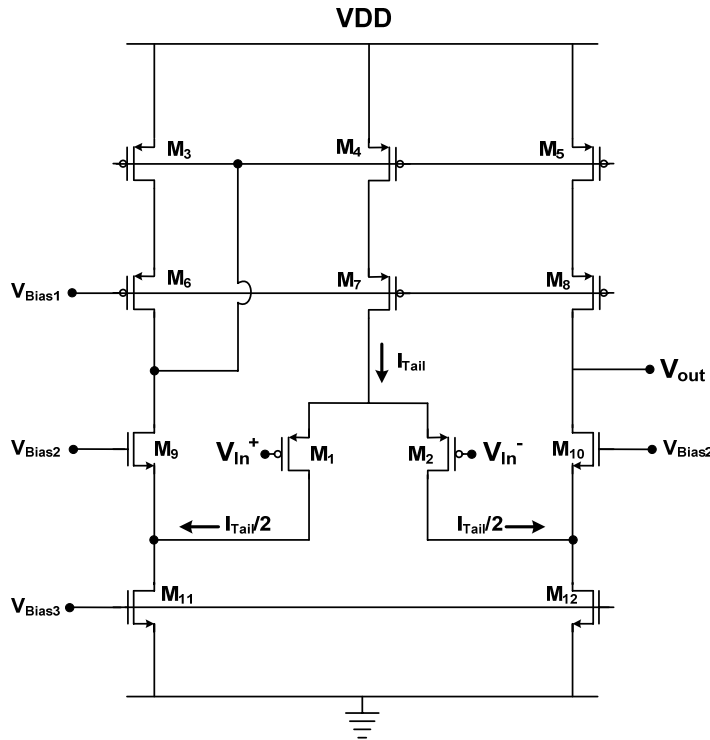 VDD
M3
M4
M5
VBias1
M6
M7
M8
ITail
Vout
VBias2
M9
VIn+
M1
M2
VIn-
M10
VBias2
ITail/2
ITail/2
VBias3
M11
M12